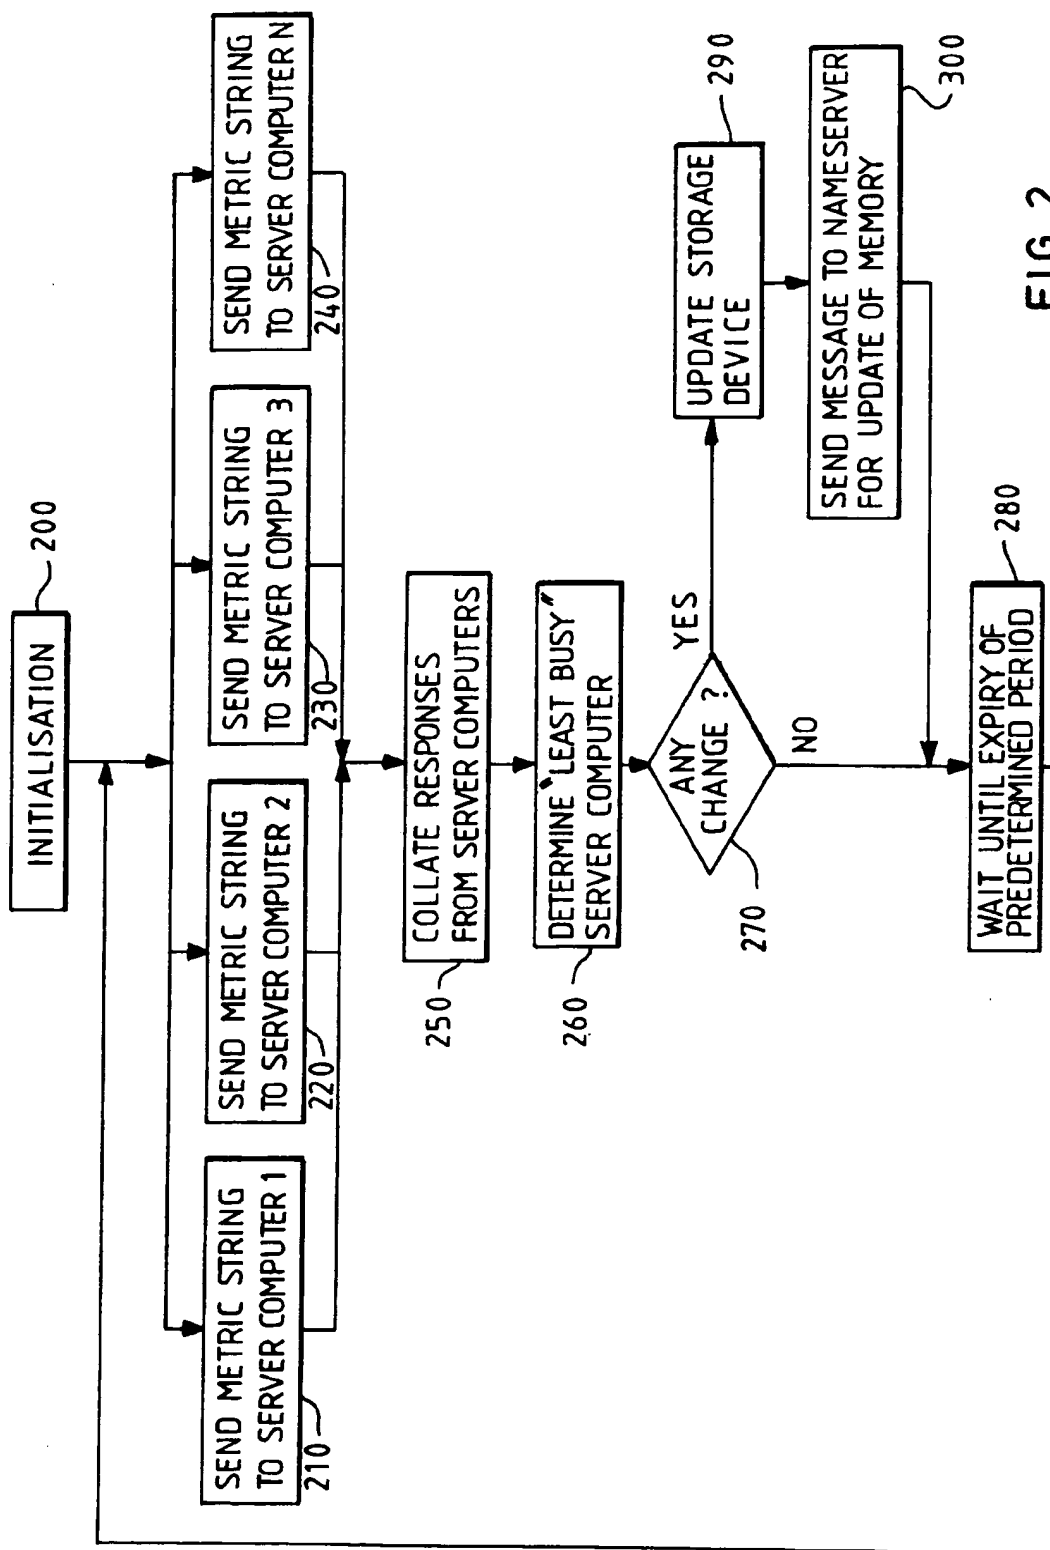 INITIALISATION
200
SEND METRIC STRING
TO SERVER COMPUTER 1
210
SEND METRIC STRING
TO SERVER COMPUTER 2
220
SEND METRIC STRING
TO SERVER COMPUTER 3
230
SEND METRIC STRING
TO SERVER COMPUTER N
240
COLLATE RESPONSES
FROM SERVER COMPUTERS
250
DETERMINE "LEAST BUSY"
SERVER COMPUTER
260
ANY
CHANGE ?
270
YES
NO
UPDATE STORAGE
DEVICE
290
SEND MESSAGE TO NAMESERVER
FOR UPDATE OF MEMORY
300
WAIT UNTIL EXPIRY OF
PREDETERMINED PERIOD
280
FIG. 2